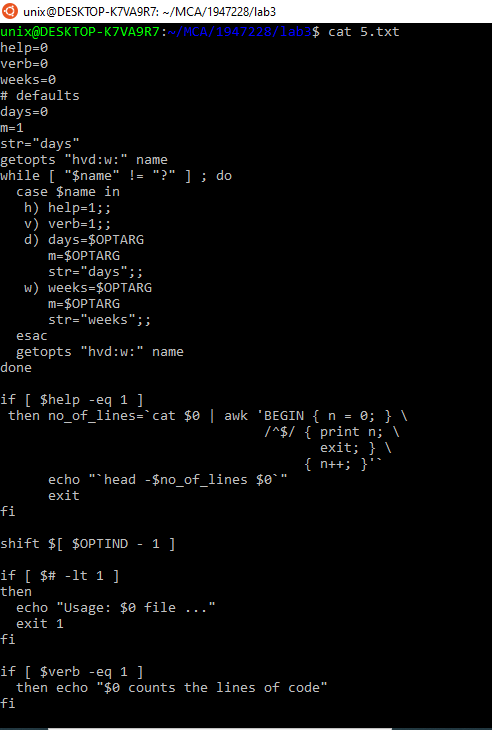 unix@DESKTOP-K7VA9R7: ~/MCA/1947228/lab3
unix@DESKTOP-K7VA9R7:~/MCA/1947228/lab3$ cat 5.txt
help=0
verb=0
weeks=0
# defaults
days=0
m=1
str="days"
getopts "hvd:w:" name
while [ "$name" != "?" ] ; do
  case $name in
   h) help=1;;
   v) verb=1;;
   d) days=$OPTARG
      m=$OPTARG
      str="days";;
   w) weeks=$OPTARG
      m=$OPTARG
      str="weeks";;
  esac
  getopts "hvd:w:" name
done

if [ $help -eq 1 ]
 then no_of_lines=`cat $0 | awk 'BEGIN { n = 0; } \
                                 /^$/ { print n; \
                                        exit; } \
                                      { n++; }'`
      echo "`head -$no_of_lines $0`"
      exit
fi

shift $[ $OPTIND - 1 ]

if [ $# -lt 1 ]
then
  echo "Usage: $0 file ..."
  exit 1
fi

if [ $verb -eq 1 ]
  then echo "$0 counts the lines of code"
fi